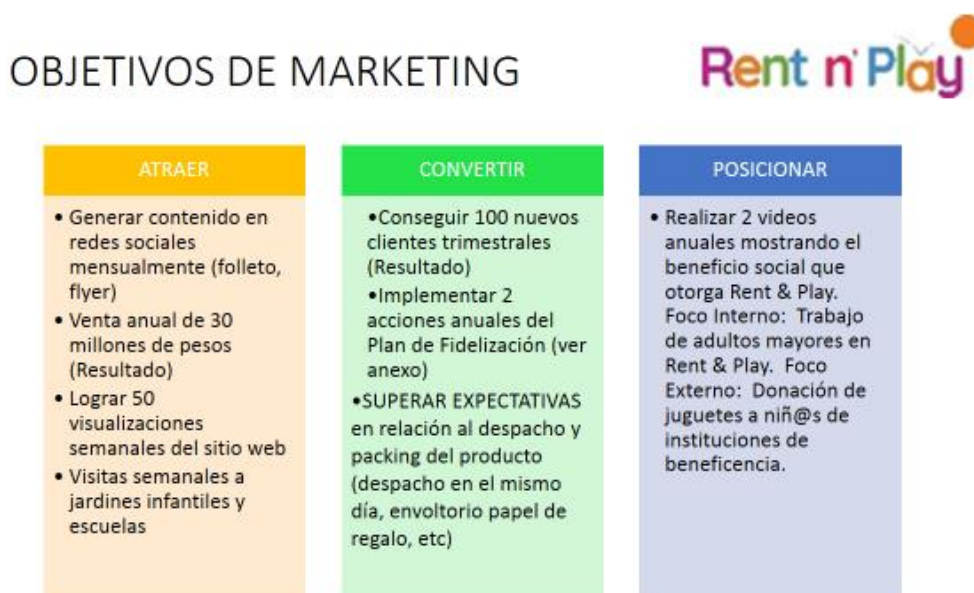 OBJETIVOS DE MARKETING
Rent n' Play
ATRAER
• Generar contenido en
redes sociales
mensualmente (folleto,
flyer)
• Venta anual de 30
millones de pesos
(Resultado)
• Lograr 50
visualizaciones
semanales del sitio web
• Visitas semanales a
jardines infantiles y
escuelas
CONVERTIR
•Conseguir 100 nuevos
clientes trimestrales
(Resultado)
•Implementar 2
acciones anuales del
Plan de Fidelización (ver
anexo)
•SUPERAR EXPECTATIVAS
en relación al despacho y
packing del producto
(despacho en el mismo
día, envoltorio papel de
regalo, etc)
POSICIONAR
• Realizar 2 videos
anuales mostrando el
beneficio social que
otorga Rent & Play.
Foco Interno: Trabajo
de adultos mayores en
Rent & Play. Foco
Externo: Donación de
juguetes a niñ@s de
instituciones de
beneficencia.